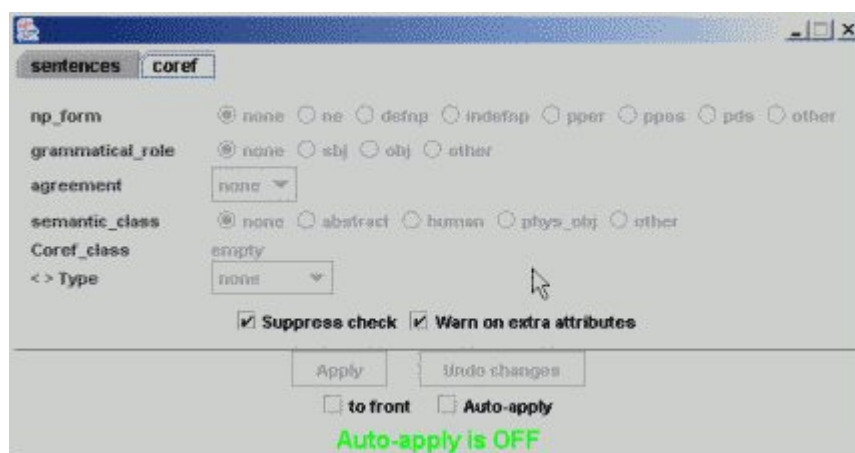 sentences coref
np_form none ne defnp indefnp pper ppos pds other
grammatical_role none sbj obj other
agreement none
semantic_class none abstract human phys_obj other
Coref_class empty
<> Type none
Suppress check Warn on extra attributes
Apply Undo changes
to front Auto-apply
Auto-apply is OFF